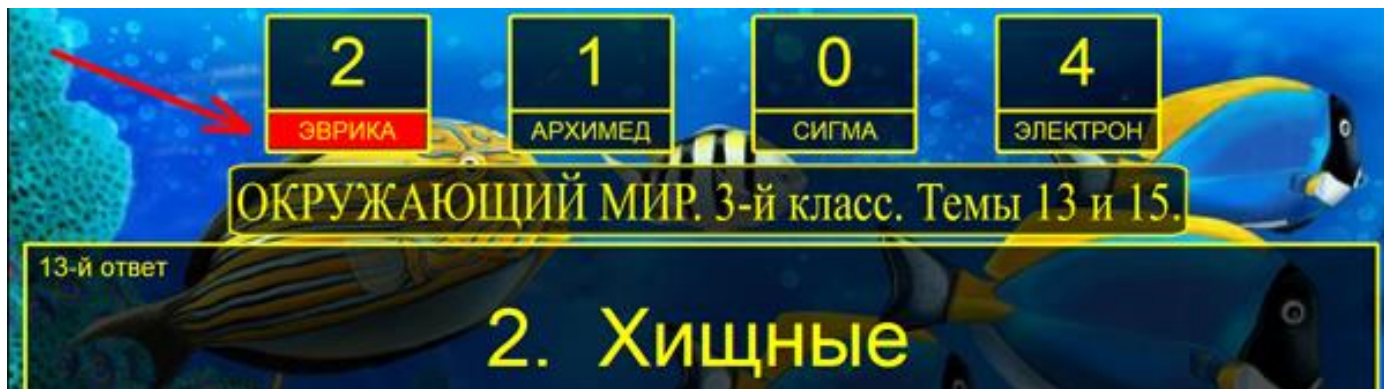 2 1 0 4
ЭВРИКА АРХИМЕД СИГМА ЭЛЕКТРОН
ОКРУЖАЮЩИЙ МИР. 3-й класс. Темы 13 и 15.
13-й ответ
2. Хищные